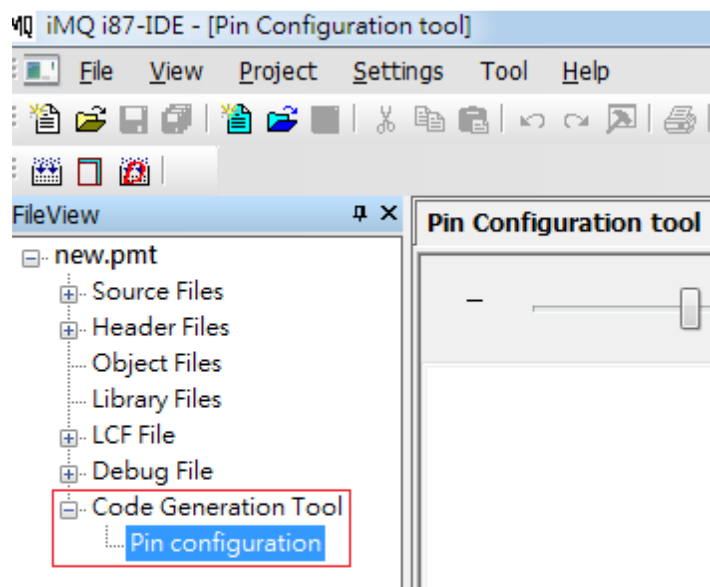 iMQ i87-IDE - [Pin Configuration tool]
File View Project Settings Tool Help
FileView
Pin Configuration tool
new.pmt
Source Files
Header Files
Object Files
Library Files
LCF File
Debug File
Code Generation Tool
Pin configuration